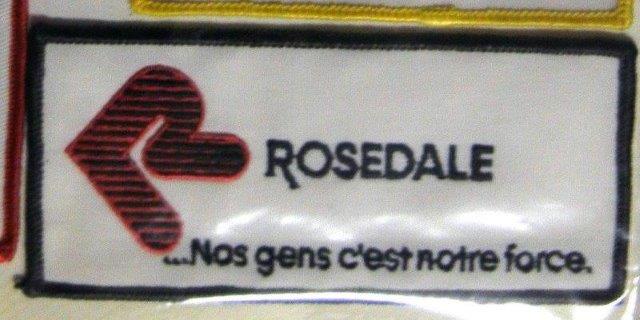 ROSEDALE
...Nos gens c'est notre force.